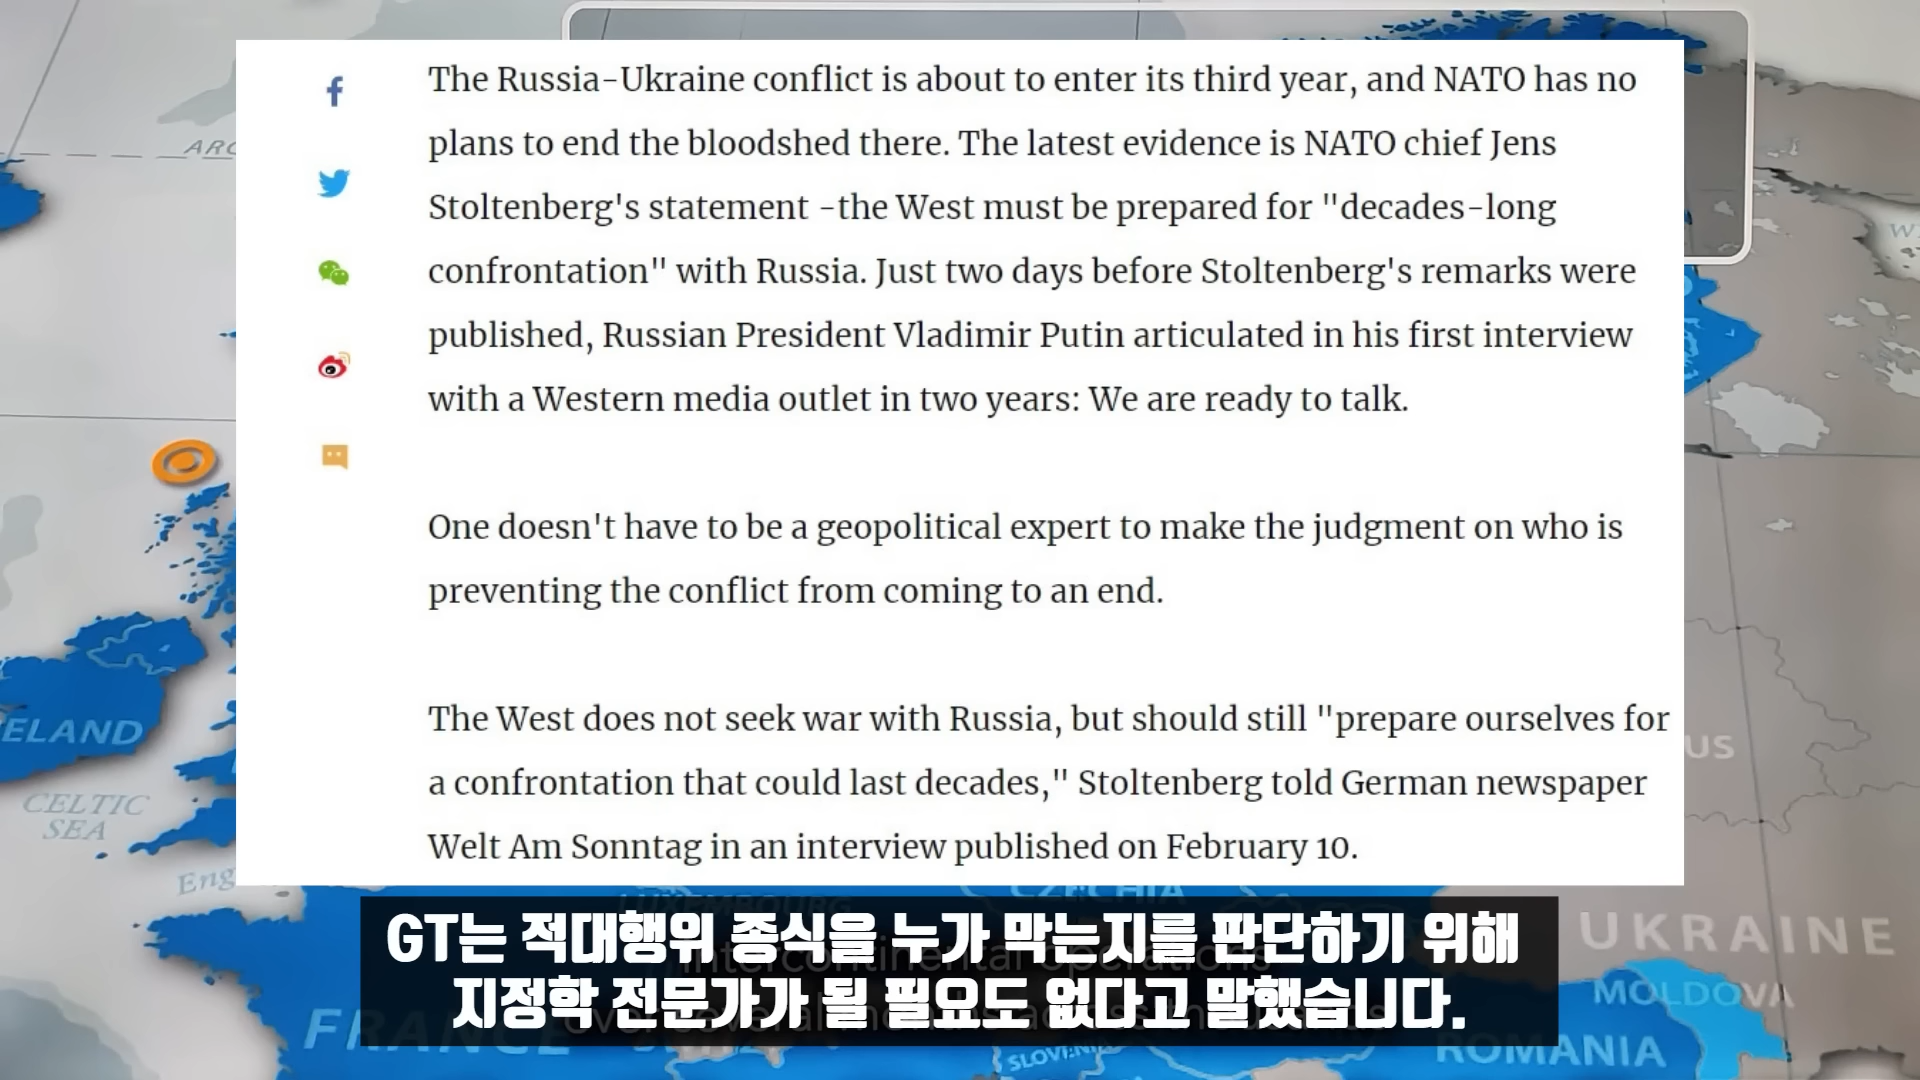 The Russia-Ukraine conflict is about to enter its third year, and NATO has no
plans to end the bloodshed there. The latest evidence is NATO chief Jens
Stoltenberg's statement -the West must be prepared for "decades-long
confrontation" with Russia. Just two days before Stoltenberg's remarks were
published, Russian President Vladimir Putin articulated in his first interview
with a Western media outlet in two years: We are ready to talk.
One doesn't have to be a geopolitical expert to make the judgment on who is
preventing the conflict from coming to an end.
The West does not seek war with Russia, but should still "prepare ourselves for
a confrontation that could last decades," Stoltenberg told German newspaper
Welt Am Sonntag in an interview published on February 10.
ELAND
CELTIC
SEA
Eng
US
LUXEMBOURG
CZECHIA
UKRAINE
MOLDOVA
FRANCE
SLOVENI
ROMANIA
GT는 적대행위 종식을 누가 막는지를 판단하기 위해
지정학 전문가가 될 필요도 없다고 말했습니다.